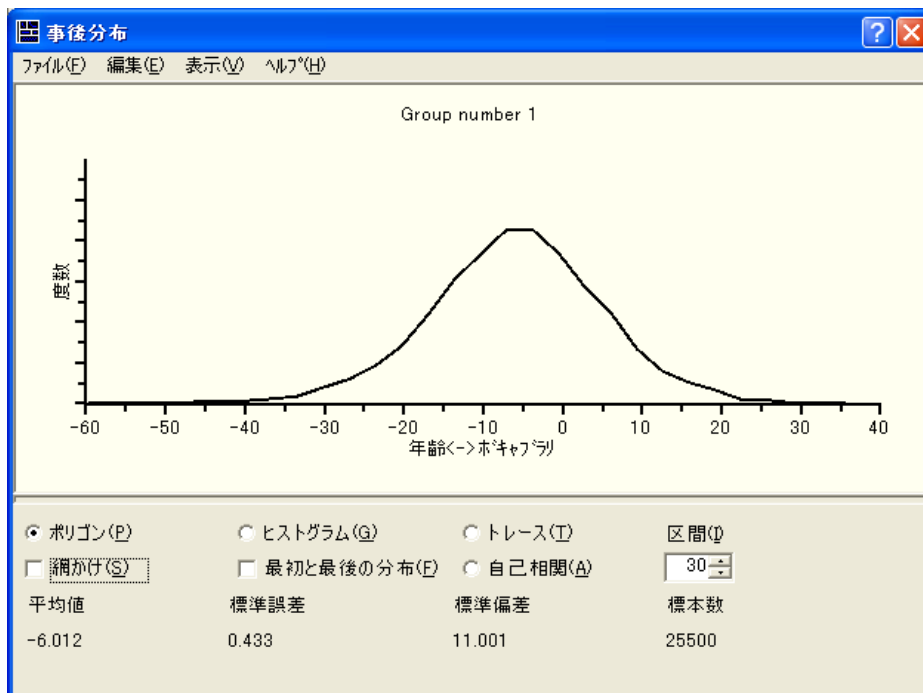 事後分布
ファイル(F) 編集(E) 表示(V) ヘルプ(H)
Group number 1
度数
-60 -50 -40 -30 -20 -10 0 10 20 30 40
年齢<->ボキャブラリ
ポリゴン(P) ヒストグラム(G) トレース(T) 区間(I)
網かけ(S) 最初と最後の分布(F) 自己相関(A) 30
平均値 標準誤差 標準偏差 標本数
-6.012 0.433 11.001 25500